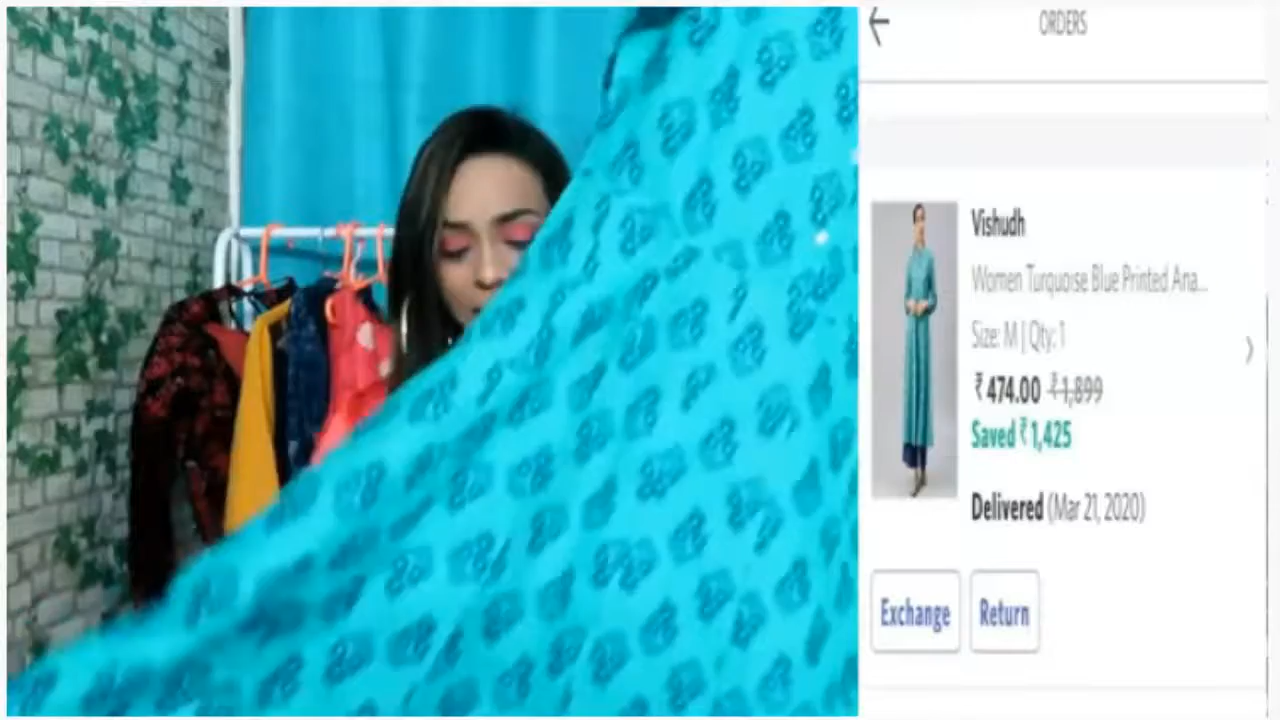 ORDERS
Vishudh
Women Turquoise Blue Printed Ana...
Size: M | Qty: 1
₹474.00 ₹1,899
Saved ₹1,425
Delivered (Mar 21, 2020)
Exchange Return